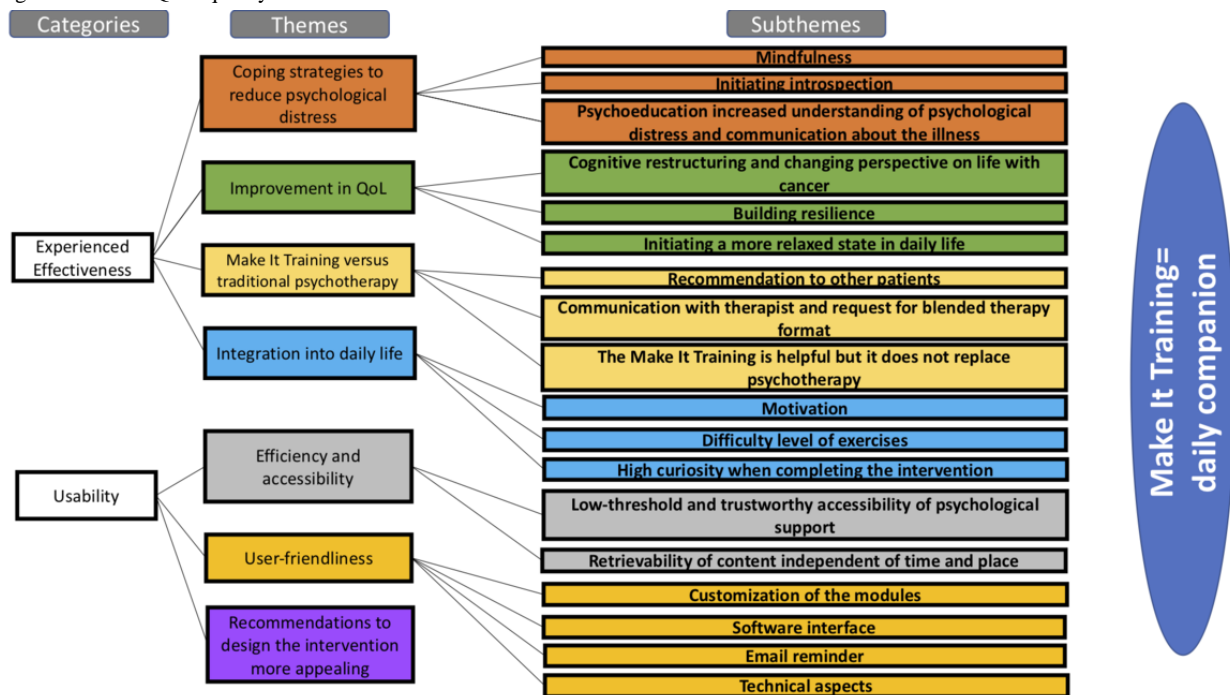 Categories
Themes
Subthemes
Experienced
Effectiveness
Usability
Coping strategies to
reduce psychological
distress
Improvement in QoL
Make It Training versus
traditional psychotherapy
Integration into daily life
Efficiency and
accessibility
User-friendliness
Recommendations to
design the intervention
more appealing
Mindfulness
Initiating introspection
Psychoeducation increased understanding of psychological
distress and communication about the illness
Cognitive restructuring and changing perspective on life with
cancer
Building resilience
Initiating a more relaxed state in daily life
Recommendation to other patients
Communication with therapist and request for blended therapy
format
The Make It Training is helpful but it does not replace
psychotherapy
Motivation
Difficulty level of exercises
High curiosity when completing the intervention
Low-threshold and trustworthy accessibility of psychological
support
Retrievability of content independent of time and place
Customization of the modules
Software interface
Email reminder
Technical aspects
Make It Training=
daily companion